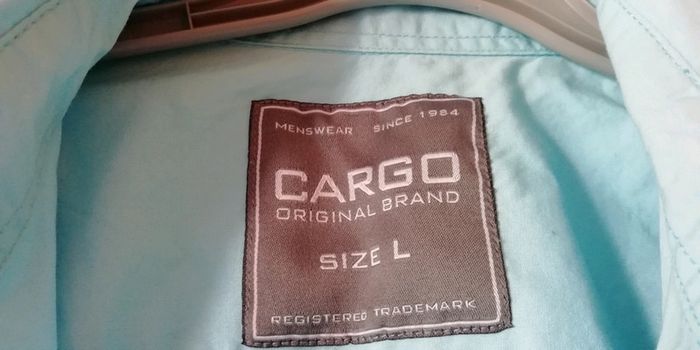 MENSWEAR SINCE 1984
CARGO
ORIGINAL BRAND
SIZE L
REGISTERED TRADEMARK